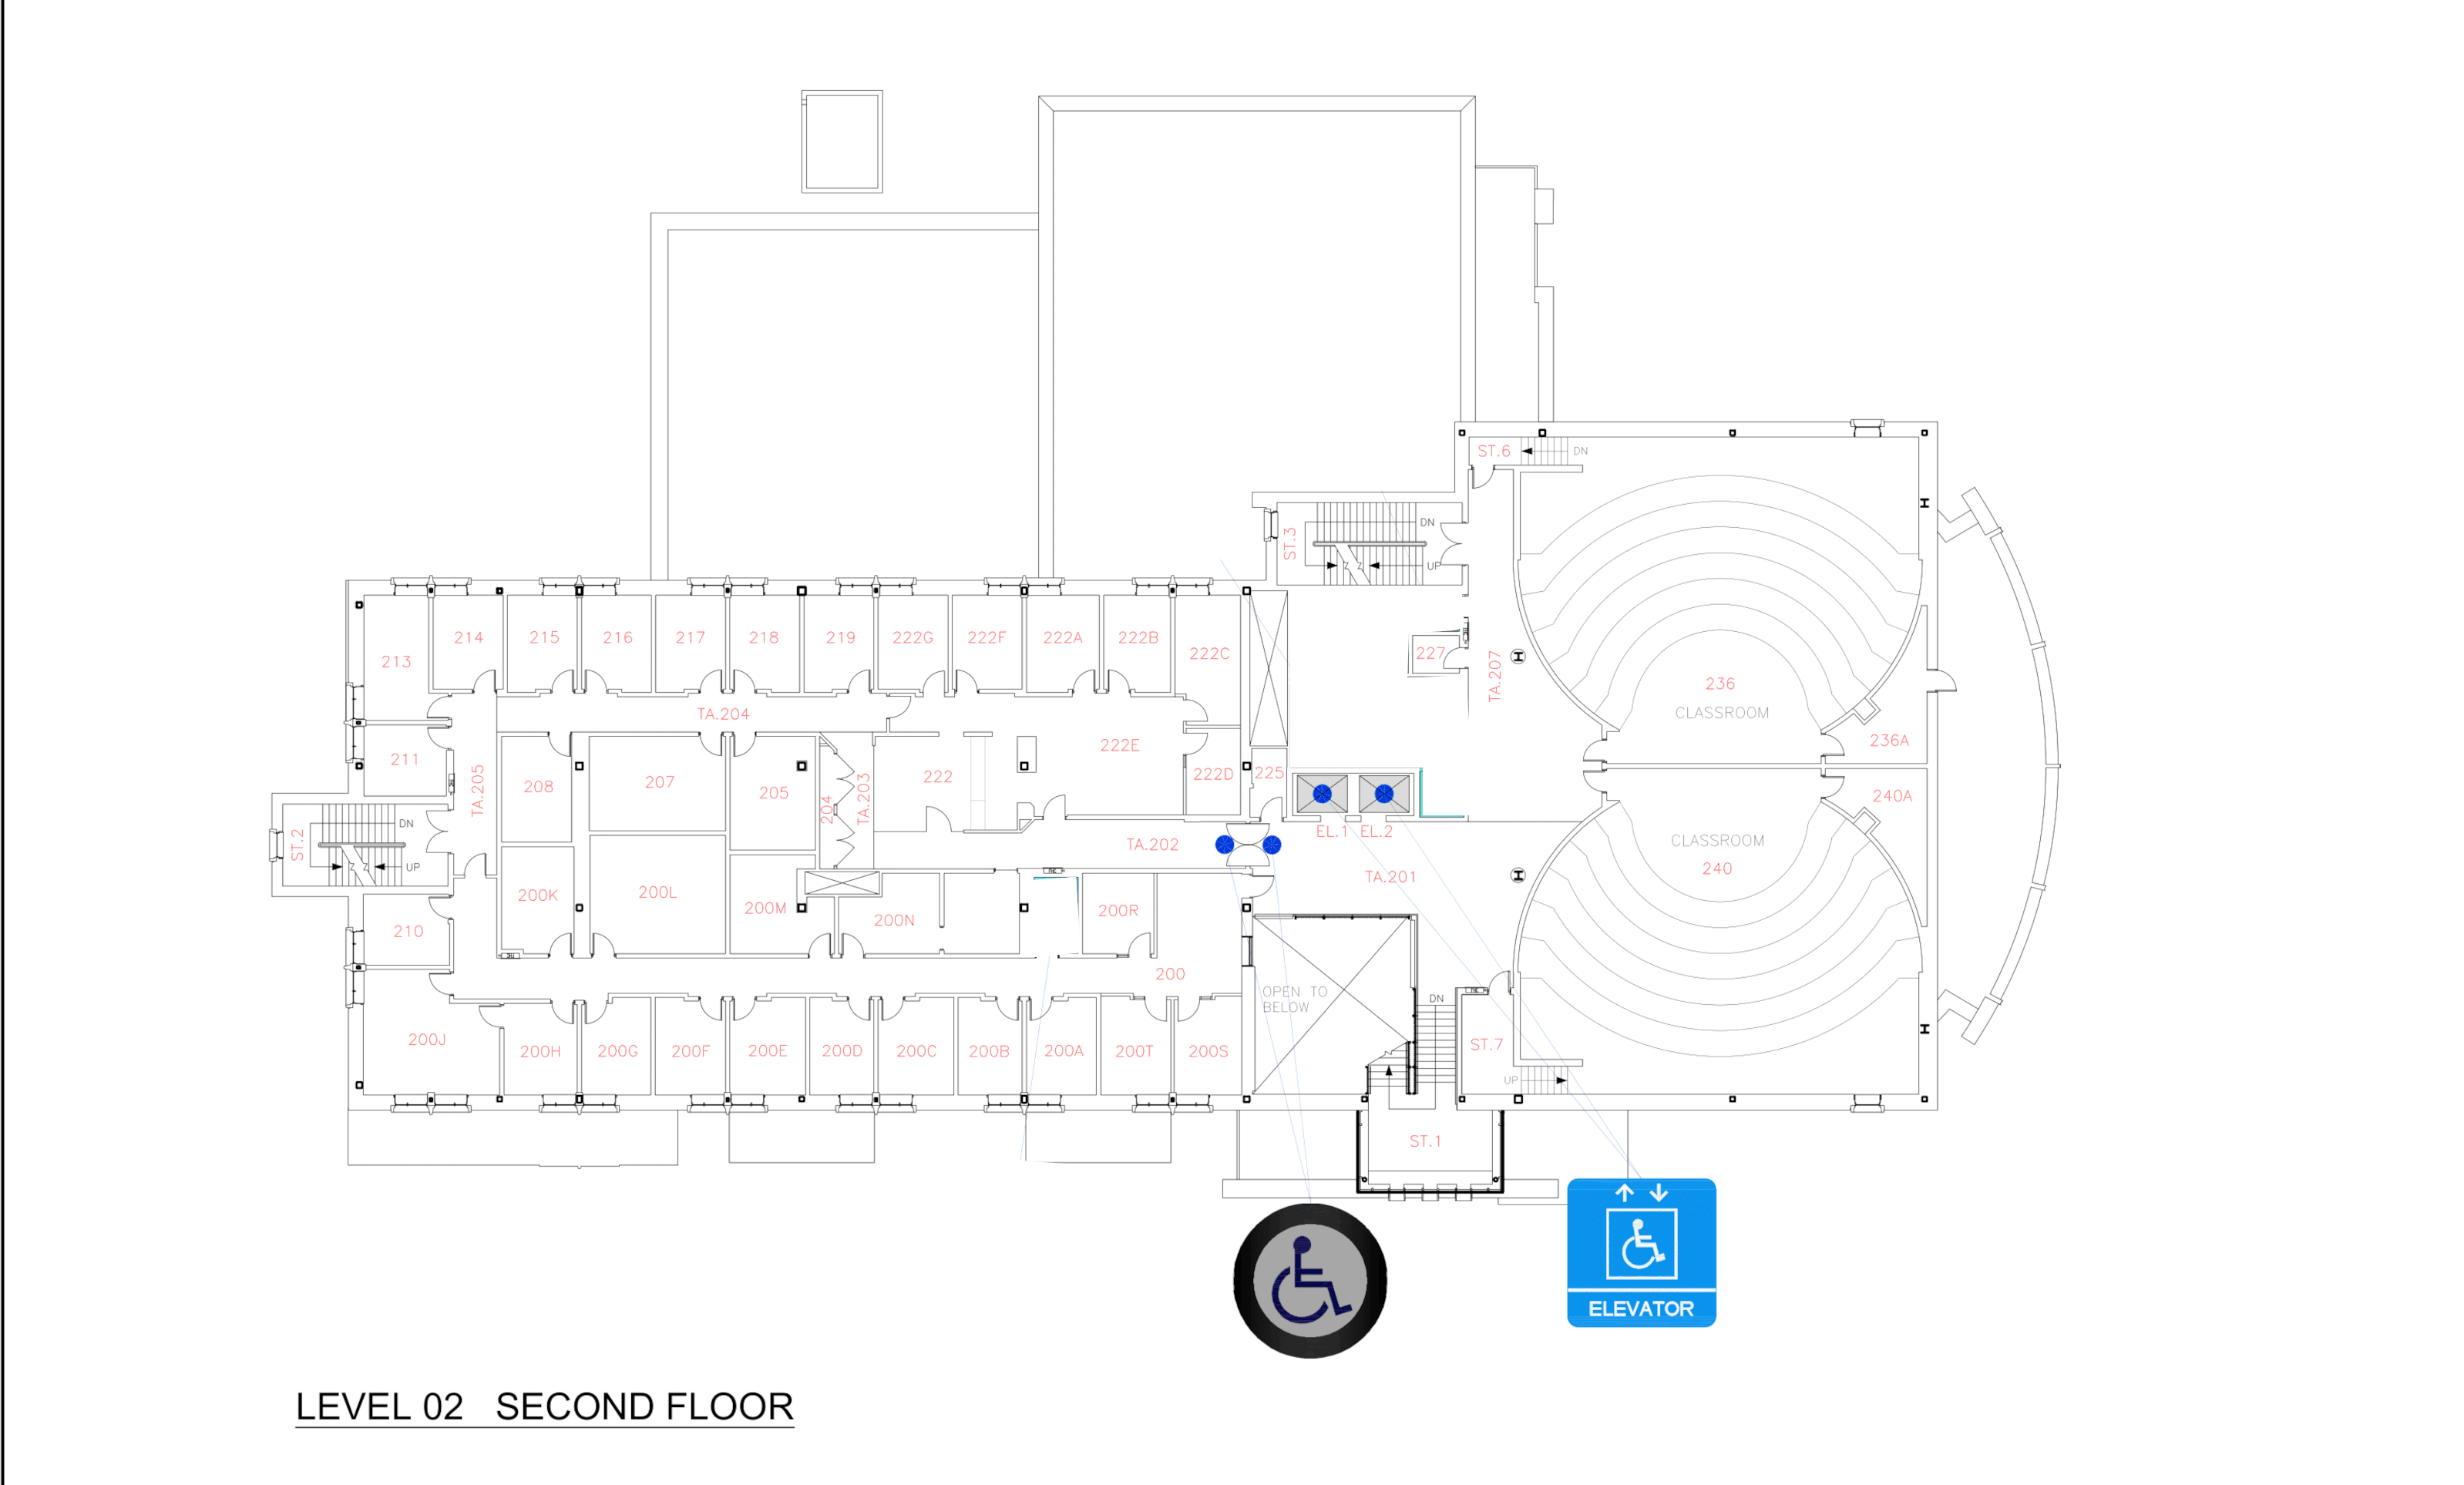 ST.6
DN
ST.3
DN
UP
214
215
216
217
218
219
222G
222F
222A
222B
222C
213
227
TA.207
236
CLASSROOM
TA.204
222E
236A
211
TA.205
208
207
205
204
TA.203
222
222D
225
240A
EL.1
EL.2
ST.2
DN
UP
TA.202
CLASSROOM
240
TA.201
200K
200L
200M
200N
200R
210
200
OPEN TO
BELOW
DN
200J
200H
200G
200F
200E
200D
200C
200B
200A
200T
200S
ST.7
UP
ST.1
ELEVATOR
LEVEL 02 SECOND FLOOR